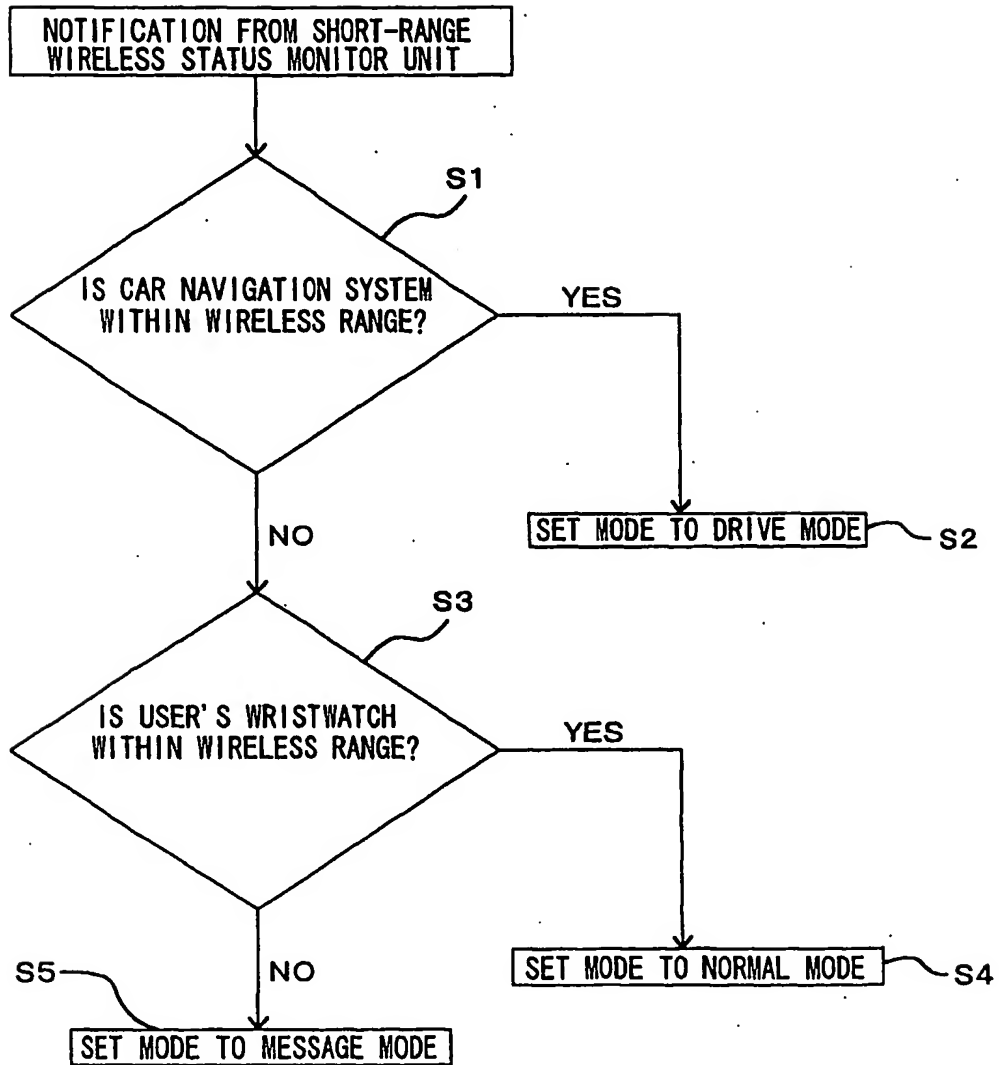 NOTIFICATION FROM SHORT-RANGE
WIRELESS STATUS MONITOR UNIT
S1
IS CAR NAVIGATION SYSTEM
WITHIN WIRELESS RANGE?
YES
SET MODE TO DRIVE MODE
S2
NO
S3
IS USER'S WRISTWATCH
WITHIN WIRELESS RANGE?
YES
SET MODE TO NORMAL MODE
S4
NO
S5
SET MODE TO MESSAGE MODE